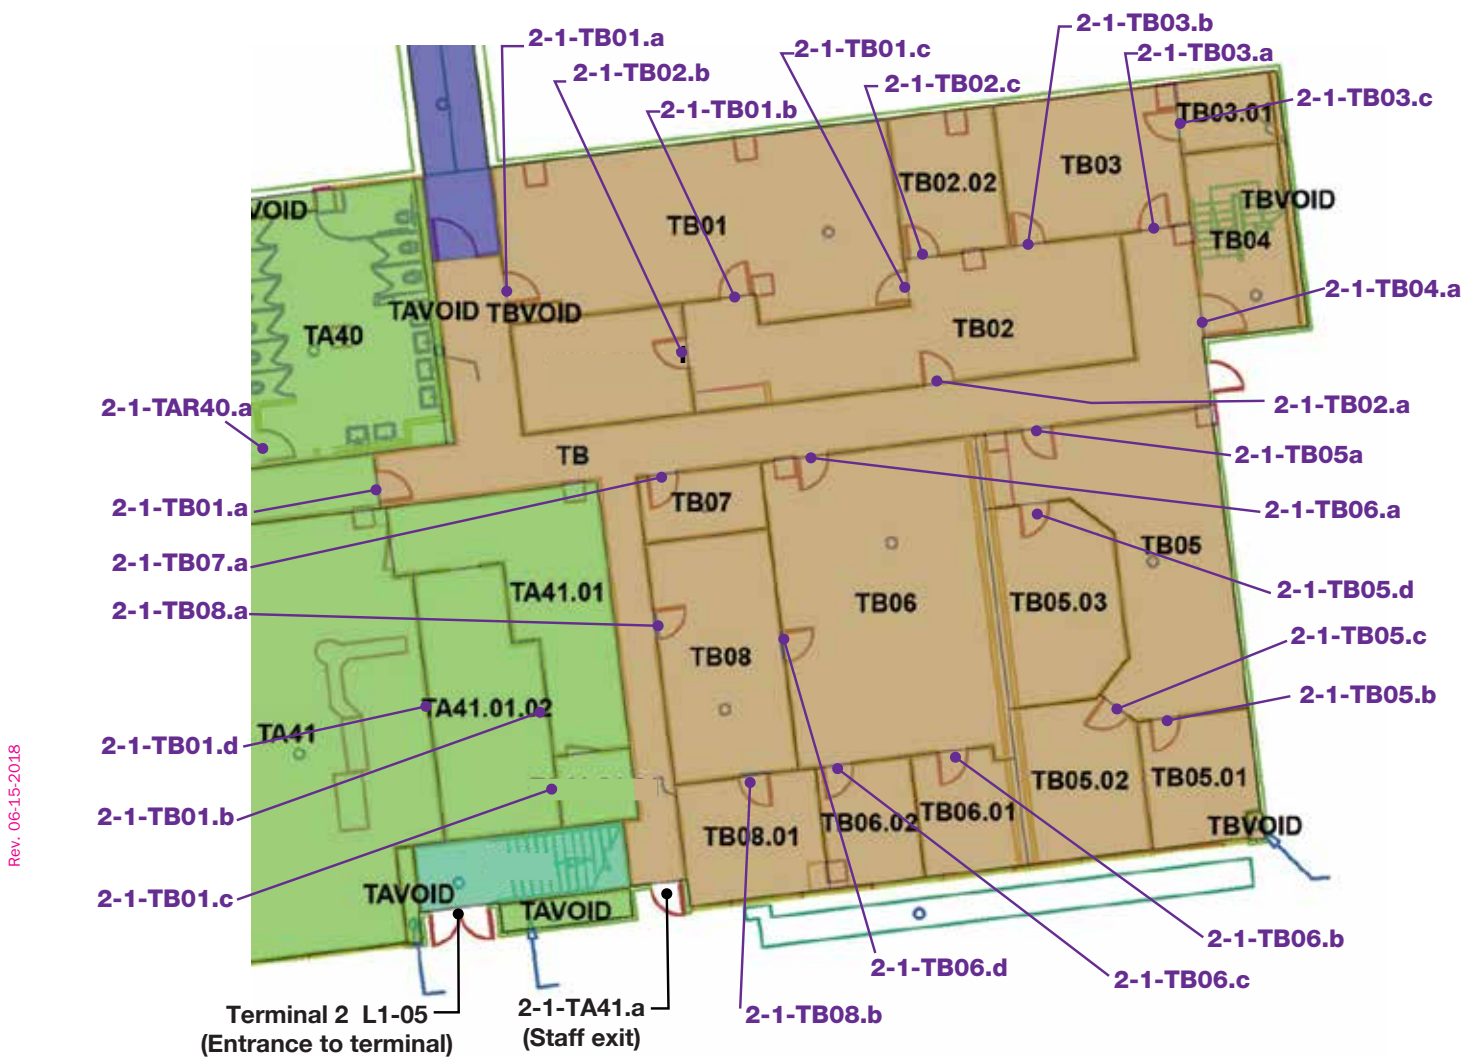 2-1-TB01.a
2-1-TB02.b
2-1-TB01.b
2-1-TB01.c
2-1-TB02.c
2-1-TB03.b
2-1-TB03.a
2-1-TB03.c
TB03.01
TB03
TB02.02
TB01
TBVOID
TB04
VOID
TA40
TAVOID
TBVOID
TB02
2-1-TB04.a
2-1-TAR40.a
2-1-TB02.a
TB
2-1-TB05a
2-1-TB01.a
TB07
2-1-TB06.a
TB05
2-1-TB07.a
2-1-TB08.a
TA41.01
TB06
TB05.03
2-1-TB05.d
TB08
2-1-TB05.c
2-1-TB05.b
TA41
TA41.01.02
2-1-TB01.d
TB05.02
TB05.01
2-1-TB01.b
TB08.01
TB06.02
TB06.01
TBVOID
2-1-TB01.c
TAVOID
TAVOID
2-1-TB06.b
2-1-TB06.d
2-1-TB06.c
2-1-TB08.b
Terminal 2 L1-05
(Entrance to terminal)
2-1-TA41.a
(Staff exit)
Rev. 06-15-2018